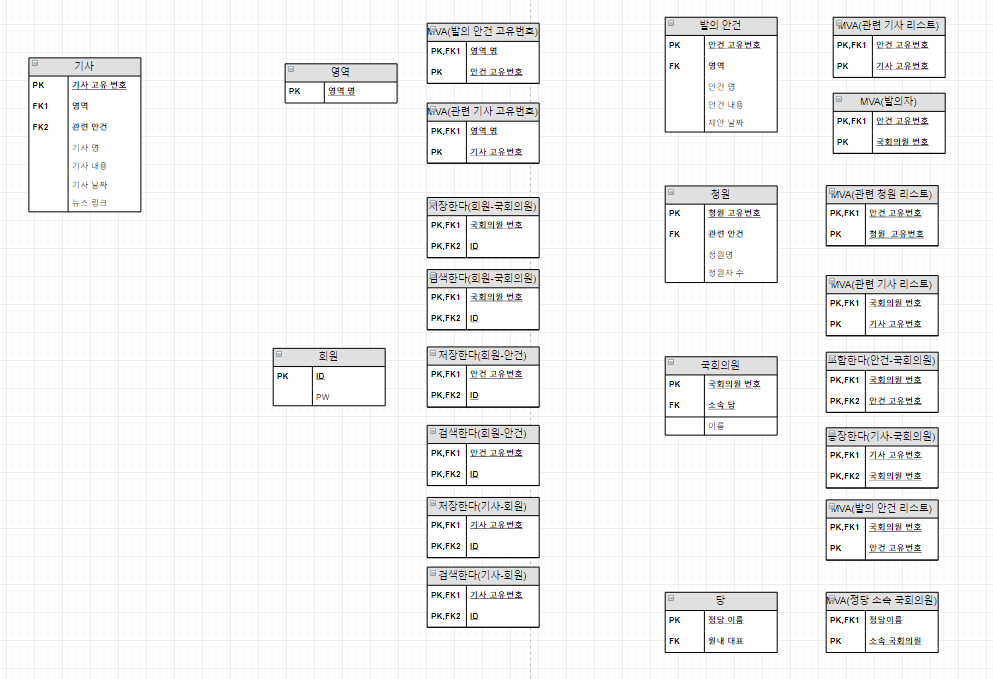 기사
PK 기사 고유 번호
FK1 영역
FK2 관련 안건
기사 명
기사 내용
기사 날짜
뉴스 링크
영역
PK 영역 명
회원
PK ID
PW
MVA(발의 안건 고유번호)
PK,FK1 영역 명
PK 안건 고유번호
MVA(관련 기사 고유번호)
PK,FK1 영역 명
PK 기사 고유번호
저장한다(회원-국회의원)
PK,FK1 국회의원 번호
PK,FK2 ID
검색한다(회원-국회의원)
PK,FK1 국회의원 번호
PK,FK2 ID
저장한다(회원-안건)
PK,FK1 안건 고유번호
PK,FK2 ID
검색한다(회원-안건)
PK,FK1 안건 고유번호
PK,FK2 ID
저장한다(기사-회원)
PK,FK1 기사 고유번호
PK,FK2 ID
검색한다(기사-회원)
PK,FK1 기사 고유번호
PK,FK2 ID
발의 안건
PK 안건 고유번호
FK 영역
안건 명
안건 내용
제안 날짜
청원
PK 청원 고유번호
FK 관련 안건
청원명
청원자 수
국회의원
PK 국회의원 번호
FK 소속 당
이름
당
PK 정당 이름
FK 원내 대표
MVA(관련 기사 리스트)
PK,FK1 안건 고유번호
PK 기사 고유번호
MVA(발의자)
PK,FK1 안건 고유번호
PK 국회의원 번호
MVA(관련 청원 리스트)
PK,FK1 안건 고유번호
PK 청원 고유번호
MVA(관련 기사 리스트)
PK,FK1 국회의원 번호
PK 기사 고유번호
포함한다(안건-국회의원)
PK,FK1 국회의원 번호
PK,FK2 안건 고유번호
등장한다(기사-국회의원)
PK,FK1 기사 고유번호
PK,FK2 국회의원 번호
MVA(발의 안건 리스트)
PK,FK1 국회의원 번호
PK 안건 고유번호
MVA(정당 소속 국회의원)
PK,FK1 정당이름
PK 소속 국회의원